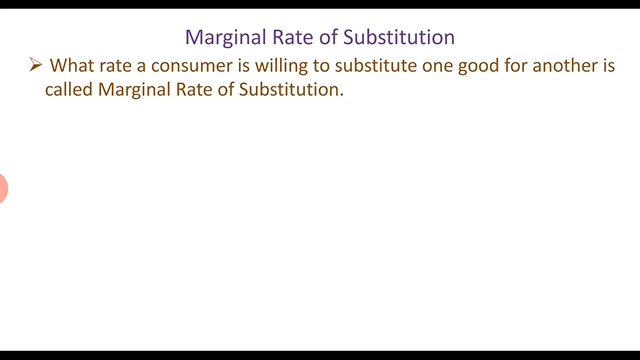 Marginal Rate of Substitution
➢ What rate a consumer is willing to substitute one good for another is
called Marginal Rate of Substitution.